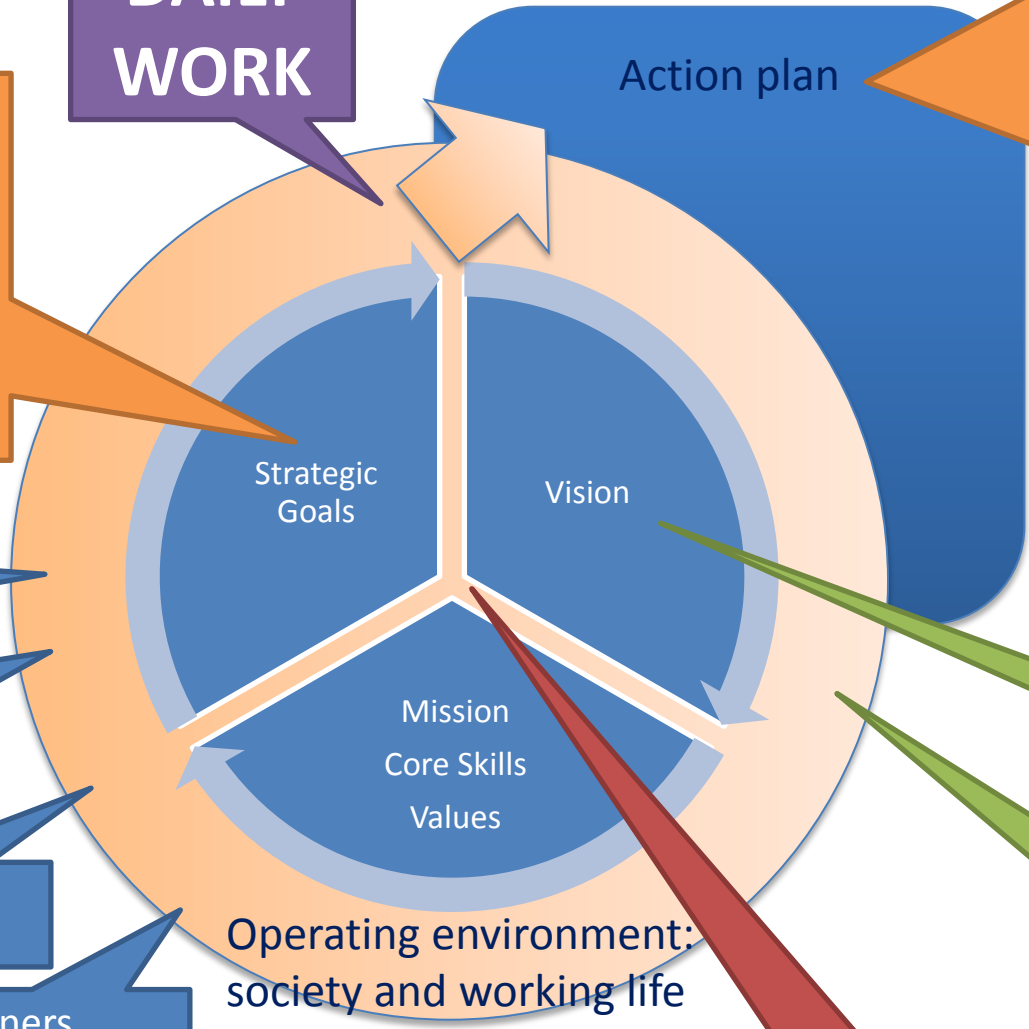 WORK
Action plan
Strategic
Goals
Vision
Mission
Core Skills
Values
Operating environment:
society and working life